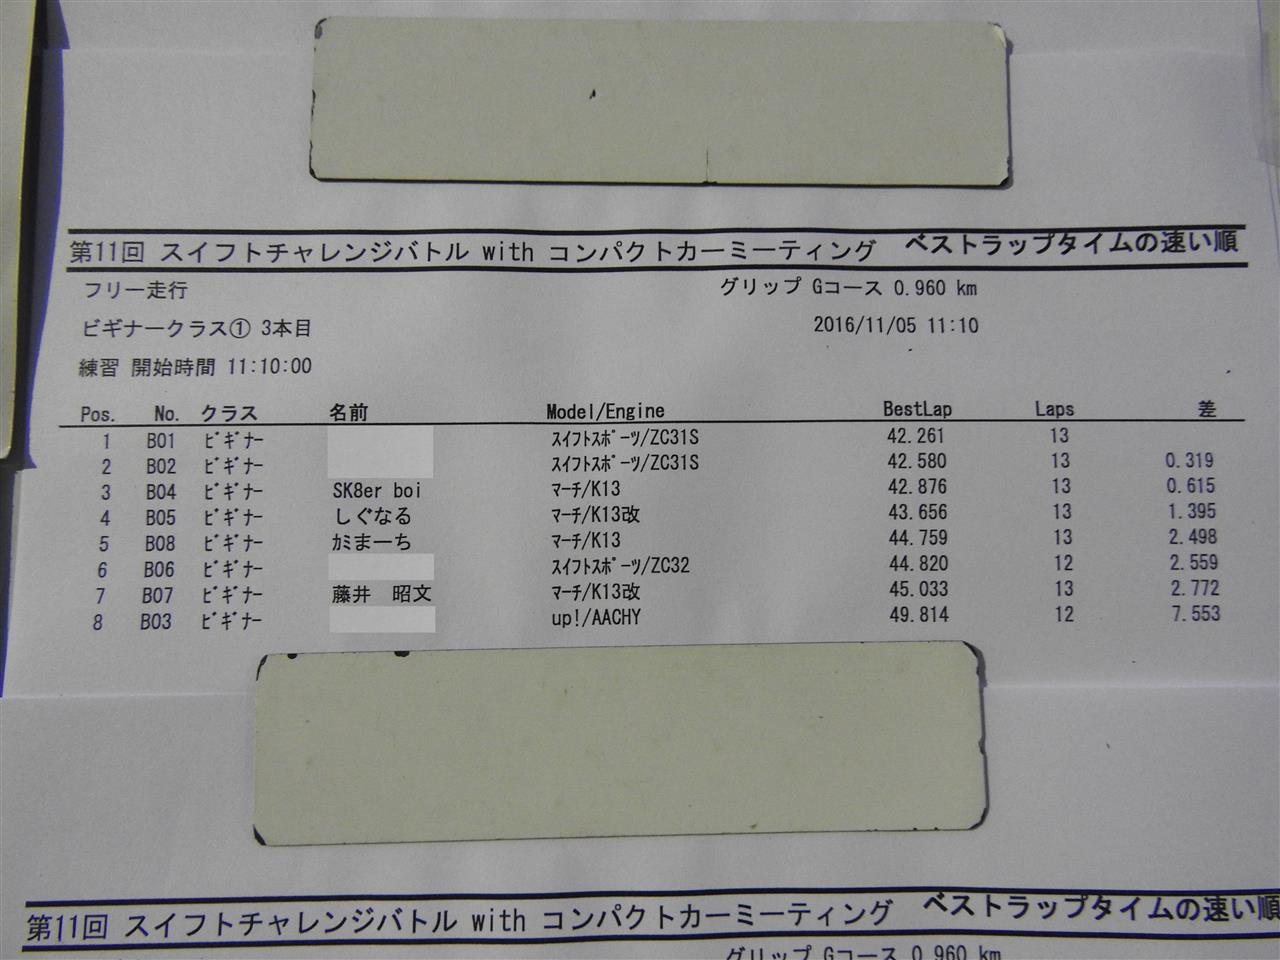 第11回 スイフトチャレンジバトル with コンパクトカーミーティング ベストラップタイムの速い順
フリー走行 グリップ Gコース 0.960 km
ビギナークラス① 3本目 2016/11/05 11:10
練習 開始時間 11:10:00
Pos. No. クラス 名前 Model/Engine BestLap Laps 差
1 B01 ﾋﾞｷﾞﾅｰ ｽｲﾌﾄｽﾎﾟｰﾂ/ZC31S 42.261 13
2 B02 ﾋﾞｷﾞﾅｰ ｽｲﾌﾄｽﾎﾟｰﾂ/ZC31S 42.580 13 0.319
3 B04 ﾋﾞｷﾞﾅｰ SK8er boi ﾏｰﾁ/K13 42.876 13 0.615
4 B05 ﾋﾞｷﾞﾅｰ しぐなる ﾏｰﾁ/K13改 43.656 13 1.395
5 B08 ﾋﾞｷﾞﾅｰ ｶﾐまーち ﾏｰﾁ/K13 44.759 13 2.498
6 B06 ﾋﾞｷﾞﾅｰ ｽｲﾌﾄｽﾎﾟｰﾂ/ZC32 44.820 12 2.559
7 B07 ﾋﾞｷﾞﾅｰ 藤井　昭文 ﾏｰﾁ/K13改 45.033 13 2.772
8 B03 ﾋﾞｷﾞﾅｰ up!/AACHY 49.814 12 7.553
第11回 スイフトチャレンジバトル with コンパクトカーミーティング ベストラップタイムの速い順
グリップ Gコース 0.960 km